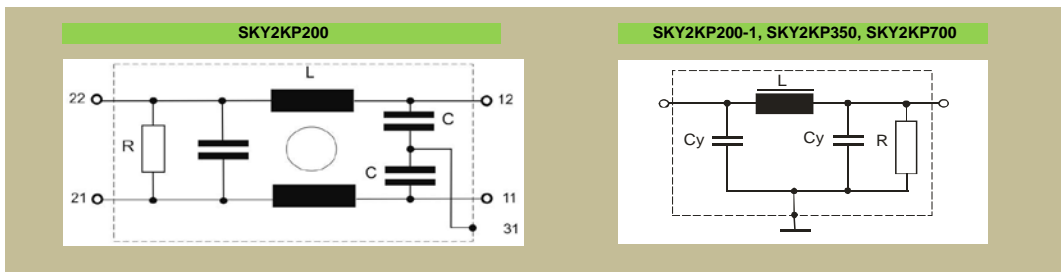 SKY2KP200
L
22
12
C
R
C
21
11
31
SKY2KP200-1, SKY2KP350, SKY2KP700
L
Cy
Cy
R